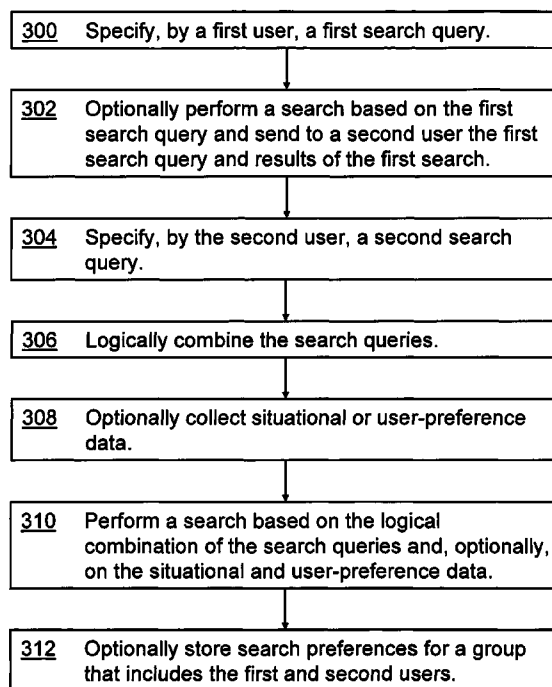 300 Specify, by a first user, a first search query.
302 Optionally perform a search based on the first
search query and send to a second user the first
search query and results of the first search.
304 Specify, by the second user, a second search
query.
306 Logically combine the search queries.
308 Optionally collect situational or user-preference
data.
310 Perform a search based on the logical
combination of the search queries and, optionally,
on the situational and user-preference data.
312 Optionally store search preferences for a group
that includes the first and second users.